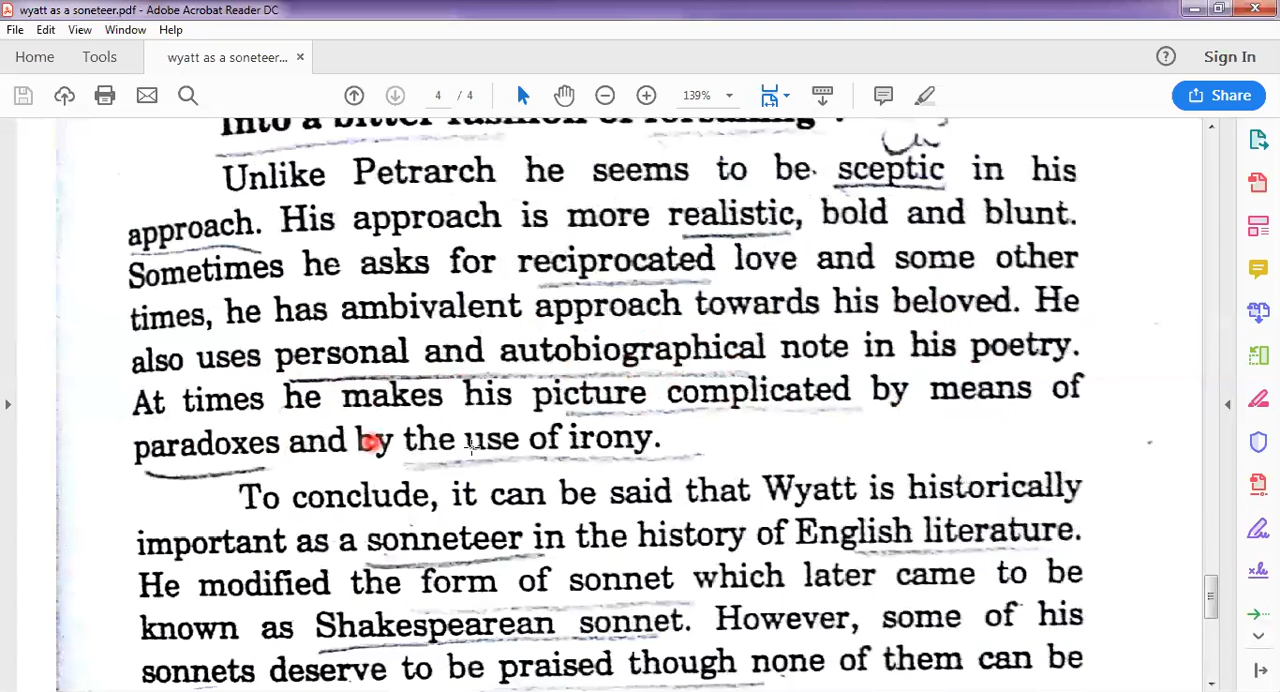 wyatt as a soneteer.pdf - Adobe Acrobat Reader DC
File Edit View Window Help
Home Tools wyatt as a soneteer... × Sign In
4 / 4 139% Share
into a bitter fashion of forsaking".
Unlike Petrarch he seems to be sceptic in his
approach. His approach is more realistic, bold and blunt.
Sometimes he asks for reciprocated love and some other
times, he has ambivalent approach towards his beloved. He
also uses personal and autobiographical note in his poetry.
At times he makes his picture complicated by means of
paradoxes and by the use of irony.
To conclude, it can be said that Wyatt is historically
important as a sonneteer in the history of English literature.
He modified the form of sonnet which later came to be
known as Shakespearean sonnet. However, some of his
sonnets deserve to be praised though none of them can be